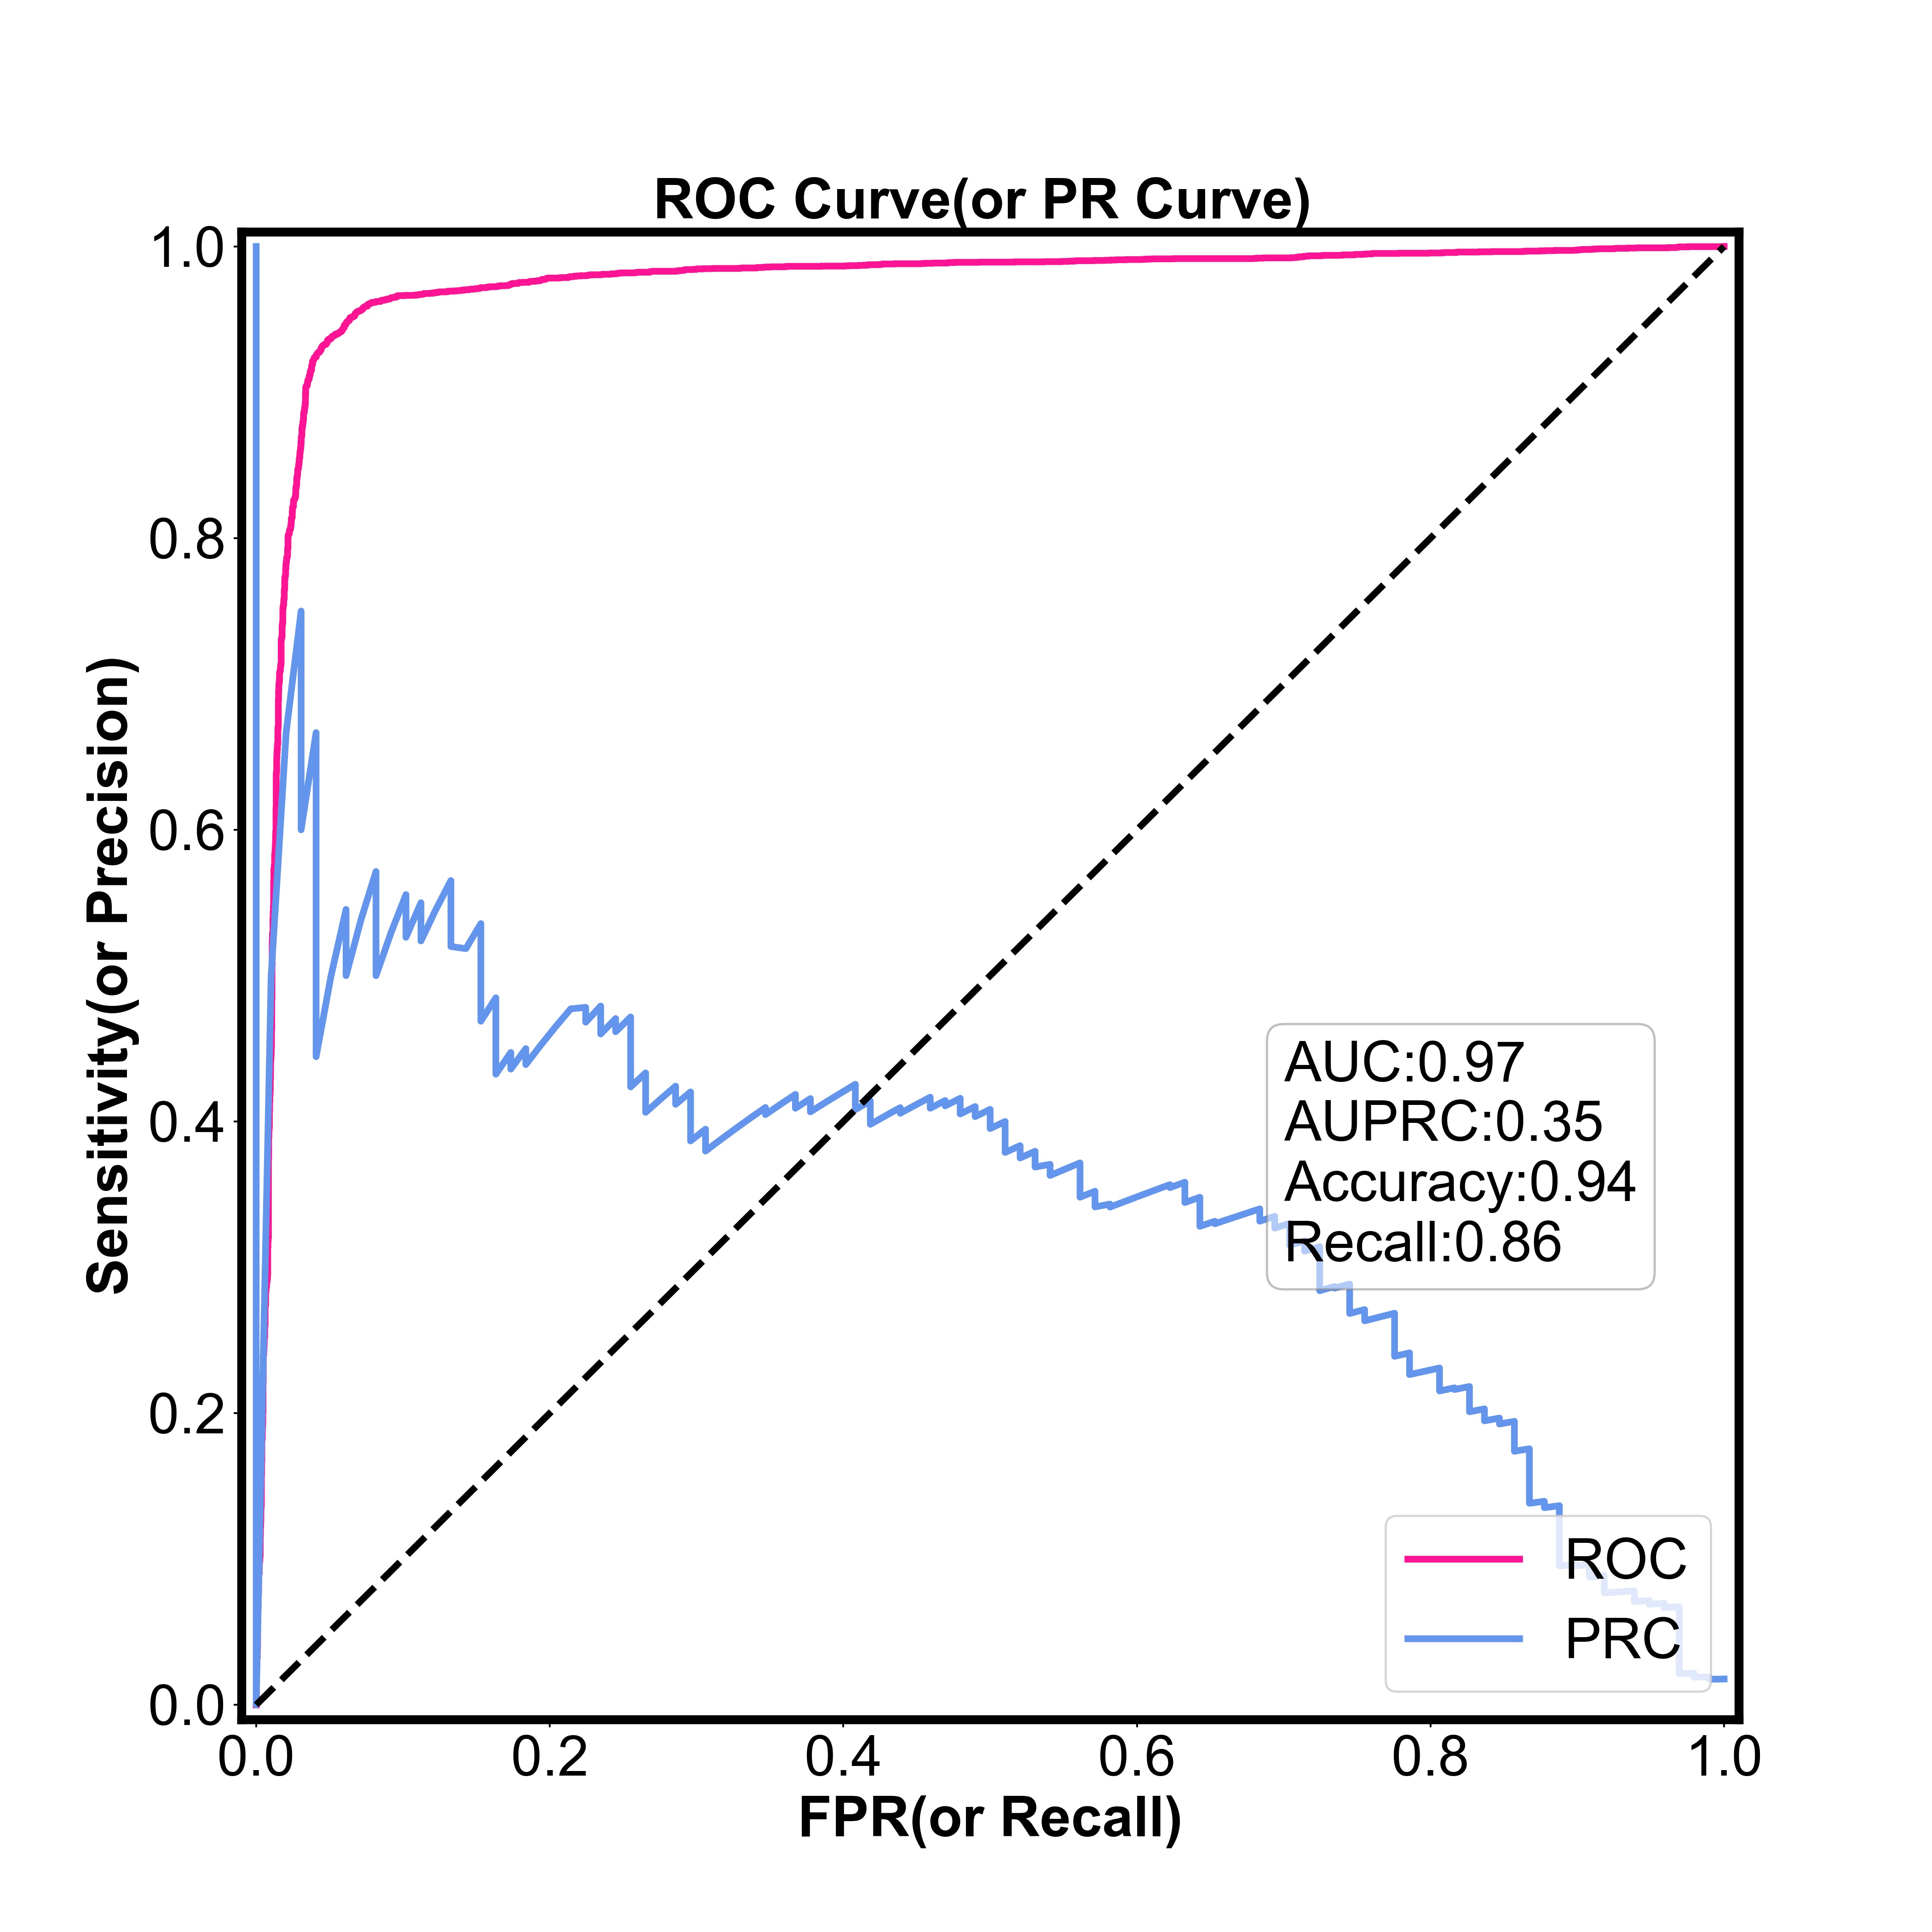 ROC Curve(or PR Curve)
1.0
0.8
0.6
0.4
0.2
0.0
Sensitivity(or Precision)
AUC:0.97
AUPRC:0.35
Accuracy:0.94
Recall:0.86
ROC
PRC
0.0 0.2 0.4 0.6 0.8 1.0
FPR(or Recall)